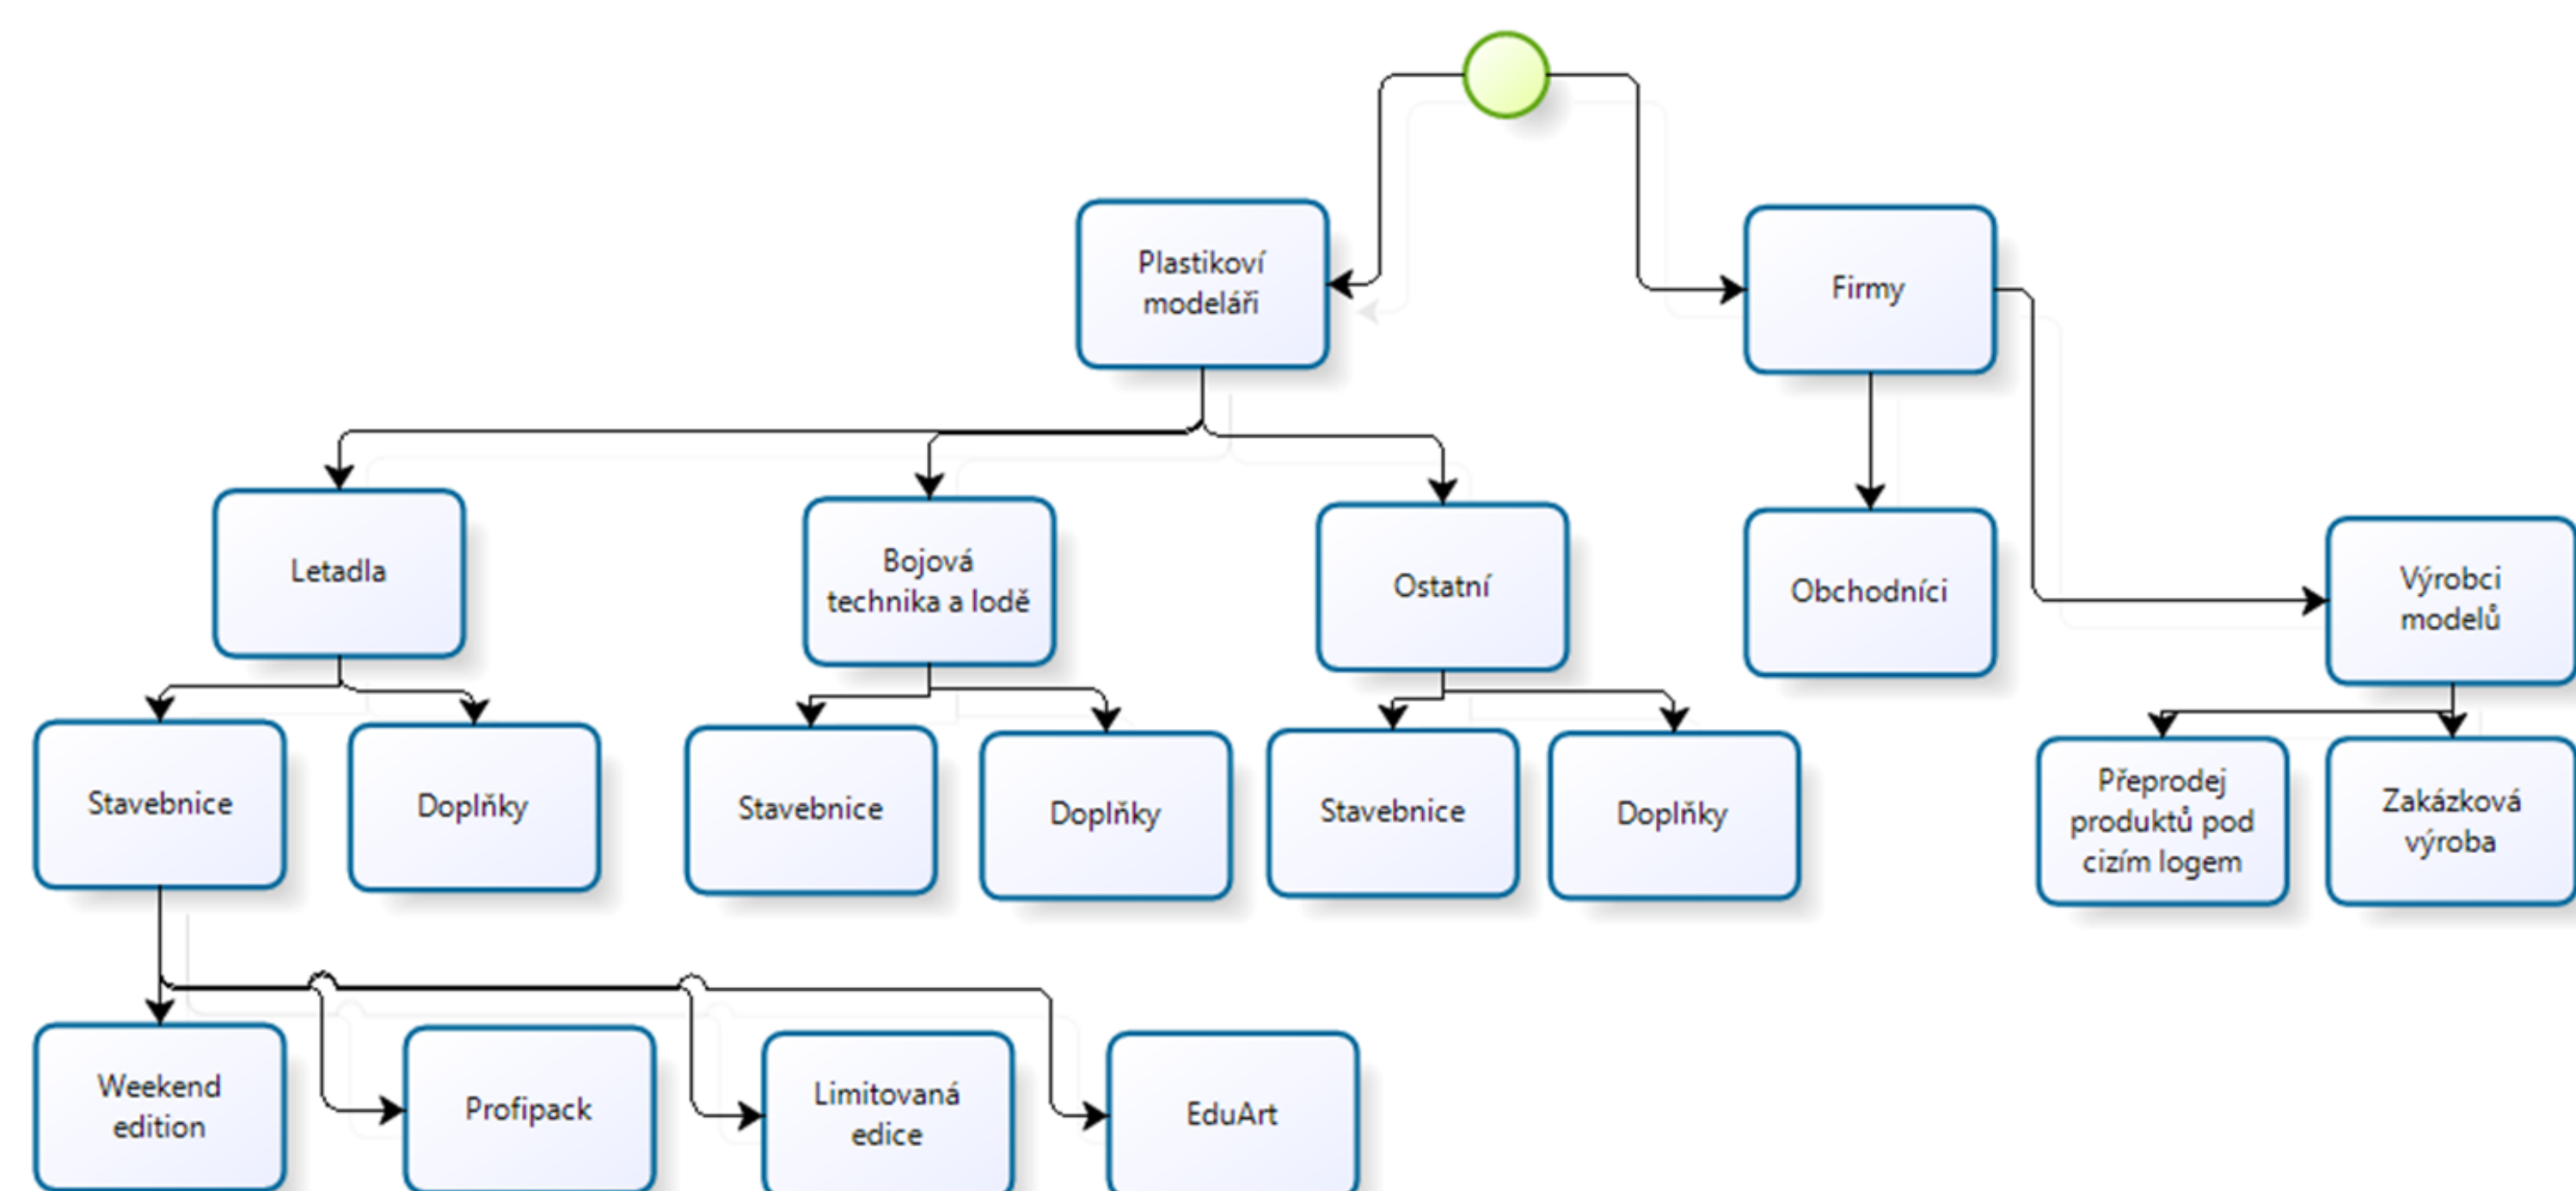 Plastikoví
modeláři
Firmy
Letadla
Bojová
technika a lodě
Ostatní
Obchodníci
Výrobci
modelů
Stavebnice
Doplňky
Stavebnice
Doplňky
Stavebnice
Doplňky
Přeprodej
produktů pod
cizím logem
Zakázková
výroba
Weekend
edition
Profipack
Limitovaná
edice
EduArt